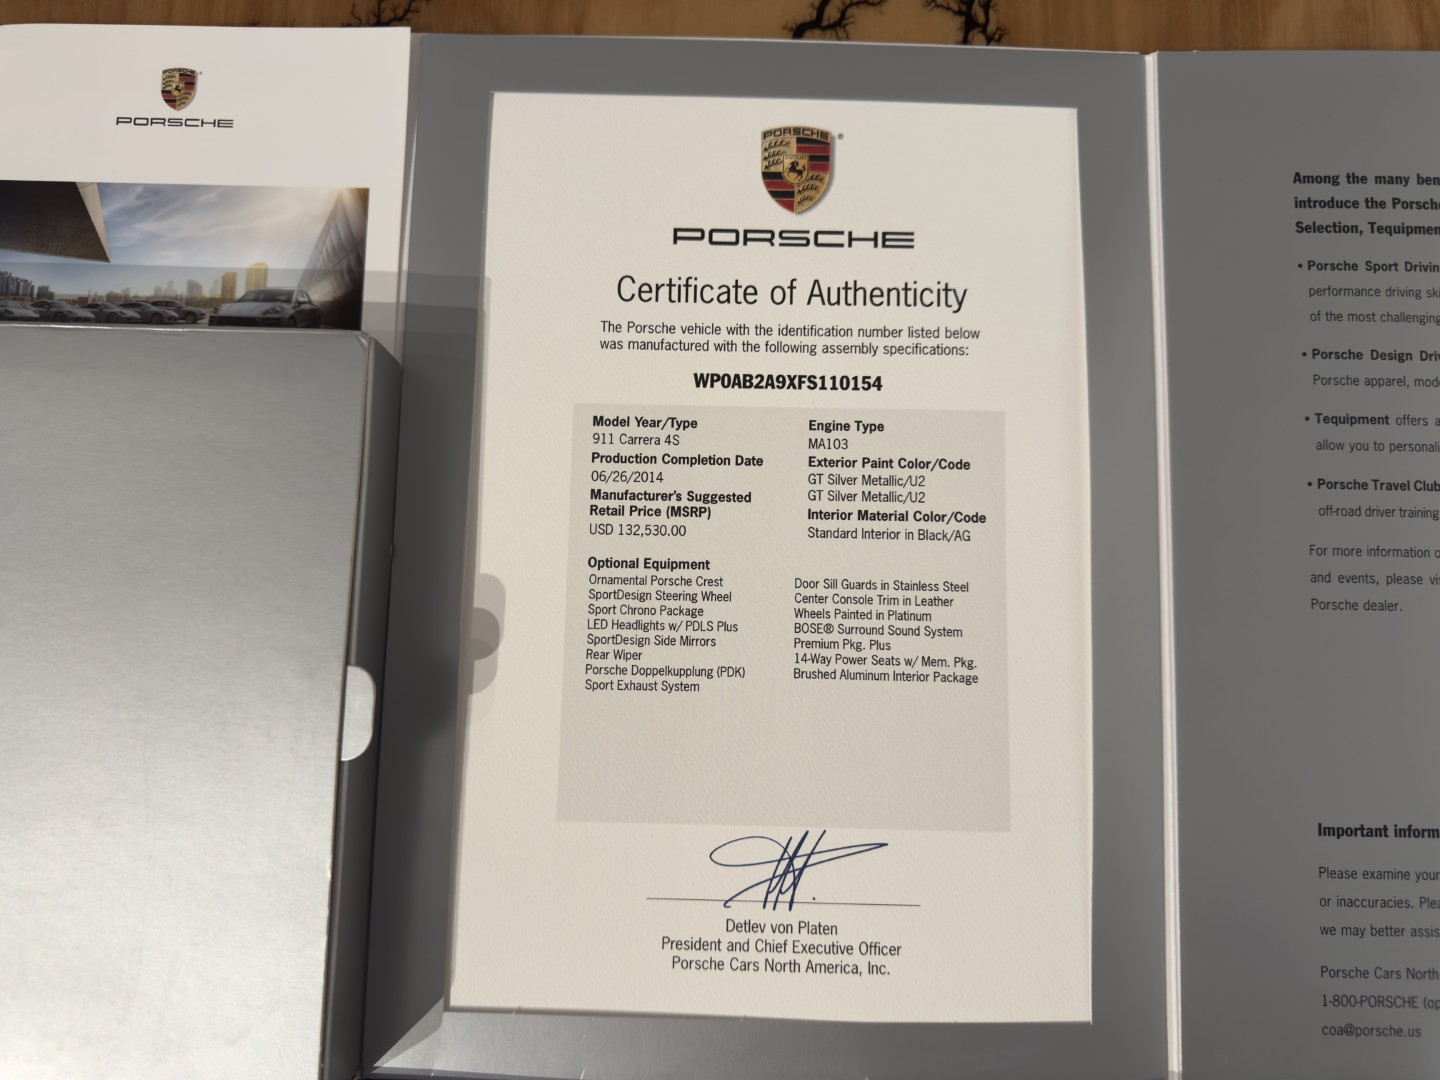 PORSCHE
PORSCHE
PORSCHE
Certificate of Authenticity
The Porsche vehicle with the identification number listed below
was manufactured with the following assembly specifications:
WP0AB2A9XFS110154
Model Year/Type
911 Carrera 4S
Production Completion Date
06/26/2014
Manufacturer's Suggested
Retail Price (MSRP)
USD 132,530.00
Engine Type
MA103
Exterior Paint Color/Code
GT Silver Metallic/U2
GT Silver Metallic/U2
Interior Material Color/Code
Standard Interior in Black/AG
Optional Equipment
Ornamental Porsche Crest
SportDesign Steering Wheel
Sport Chrono Package
LED Headlights w/ PDLS Plus
SportDesign Side Mirrors
Rear Wiper
Porsche Doppelkupplung (PDK)
Sport Exhaust System
Door Sill Guards in Stainless Steel
Center Console Trim in Leather
Wheels Painted in Platinum
BOSE® Surround Sound System
Premium Pkg. Plus
14-Way Power Seats w/ Mem. Pkg.
Brushed Aluminum Interior Package
Detlev von Platen
President and Chief Executive Officer
Porsche Cars North America, Inc.
Among the many
introduce the
Selection,
• Porsche Sport
performance driving
of the most challenging
• Porsche Design
Porsche apparel,
• Tequipment offers
allow you to
• Porsche Travel Club
off-road driver training
For more information
and events, please
Porsche dealer.
Important
Please examine your
or inaccuracies.
we may better
Porsche Cars North
1-800-PORSCHE
coa@porsche.us